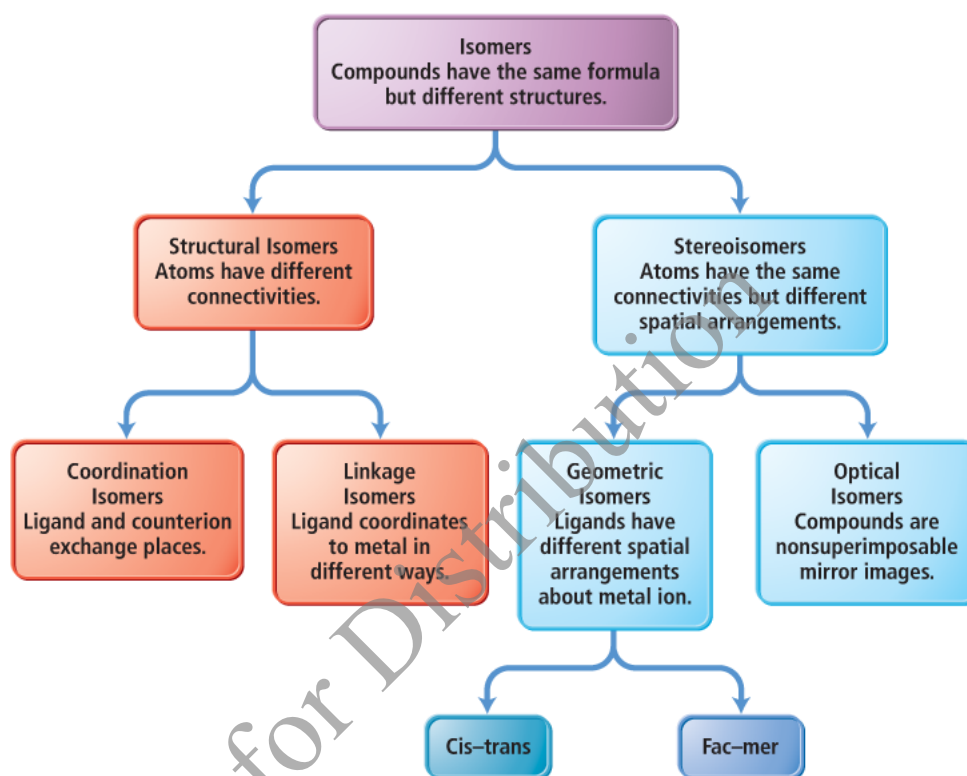 Isomers
Compounds have the same formula
but different structures.
Structural Isomers
Atoms have different
connectivities.
Stereoisomers
Atoms have the same
connectivities but different
spatial arrangements.
Coordination
Isomers
Ligand and counterion
exchange places.
Linkage
Isomers
Ligand coordinates
to metal in
different ways.
Geometric
Isomers
Ligands have
different spatial
arrangements
about metal ion.
Optical
Isomers
Compounds are
nonsuperimposable
mirror images.
Cis–trans
Fac–mer
for Distribution